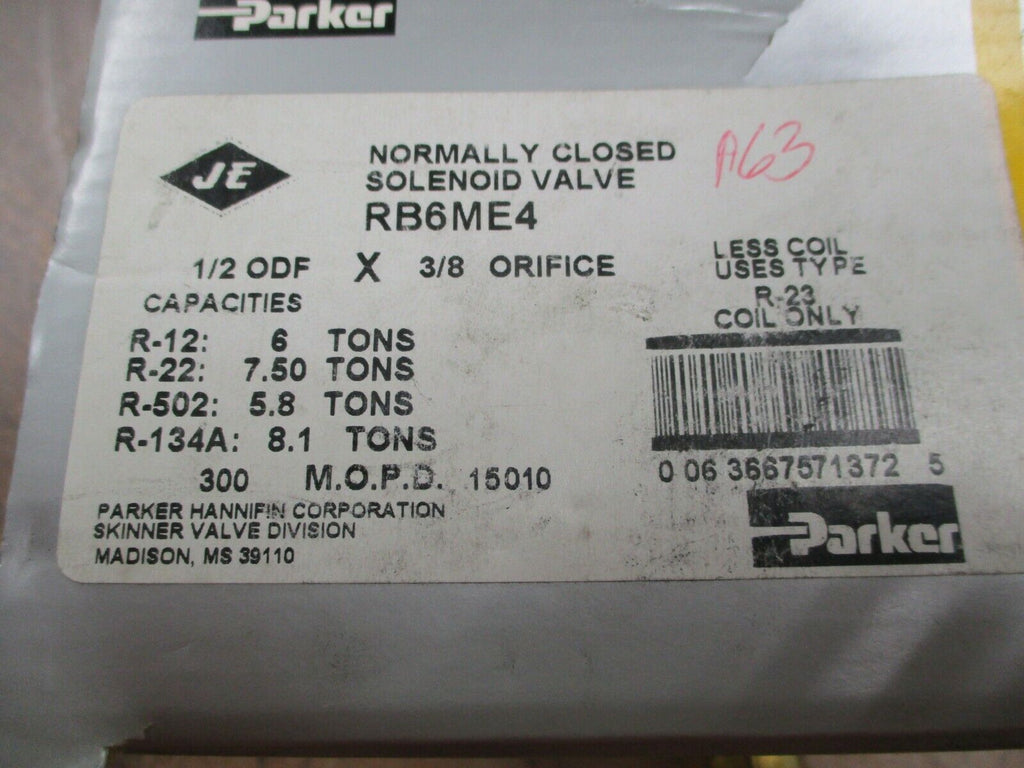 Parker
JE
NORMALLY CLOSED
SOLENOID VALVE
RB6ME4
A63
1/2 ODF X 3/8 ORIFICE
CAPACITIES
R-12: 6 TONS
R-22: 7.50 TONS
R-502: 5.8 TONS
R-134A: 8.1 TONS
300 M.O.P.D. 15010
PARKER HANNIFIN CORPORATION
SKINNER VALVE DIVISION
MADISON, MS 39110
LESS COIL
USES TYPE
R-23
COIL ONLY
0 06 3667571372 5
Parker